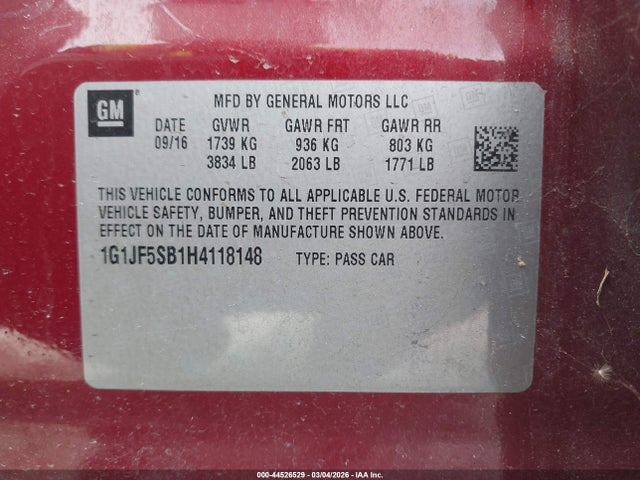 GM
MFD BY GENERAL MOTORS LLC
DATE GVWR GAWR FRT GAWR RR
09/16 1739 KG 936 KG 803 KG
3834 LB 2063 LB 1771 LB
THIS VEHICLE CONFORMS TO ALL APPLICABLE U.S. FEDERAL MOTOR
VEHICLE SAFETY, BUMPER, AND THEFT PREVENTION STANDARDS IN
EFFECT ON THE DATE OF MANUFACTURE SHOWN ABOVE.
1G1JF5SB1H4118148 TYPE: PASS CAR
000-44526529 - 03/04/2026 - IAA Inc.